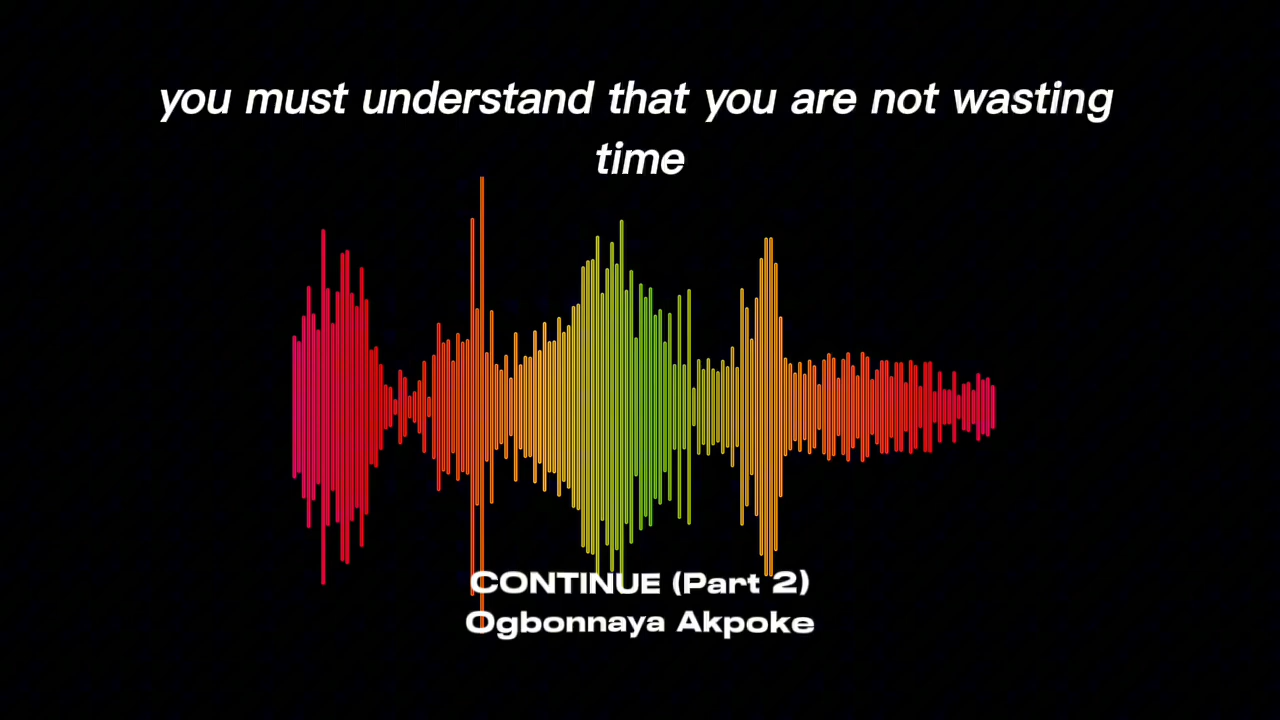 you must understand that you are not wasting
time
CONTINUE (Part 2)
Ogbonnaya Akpoke